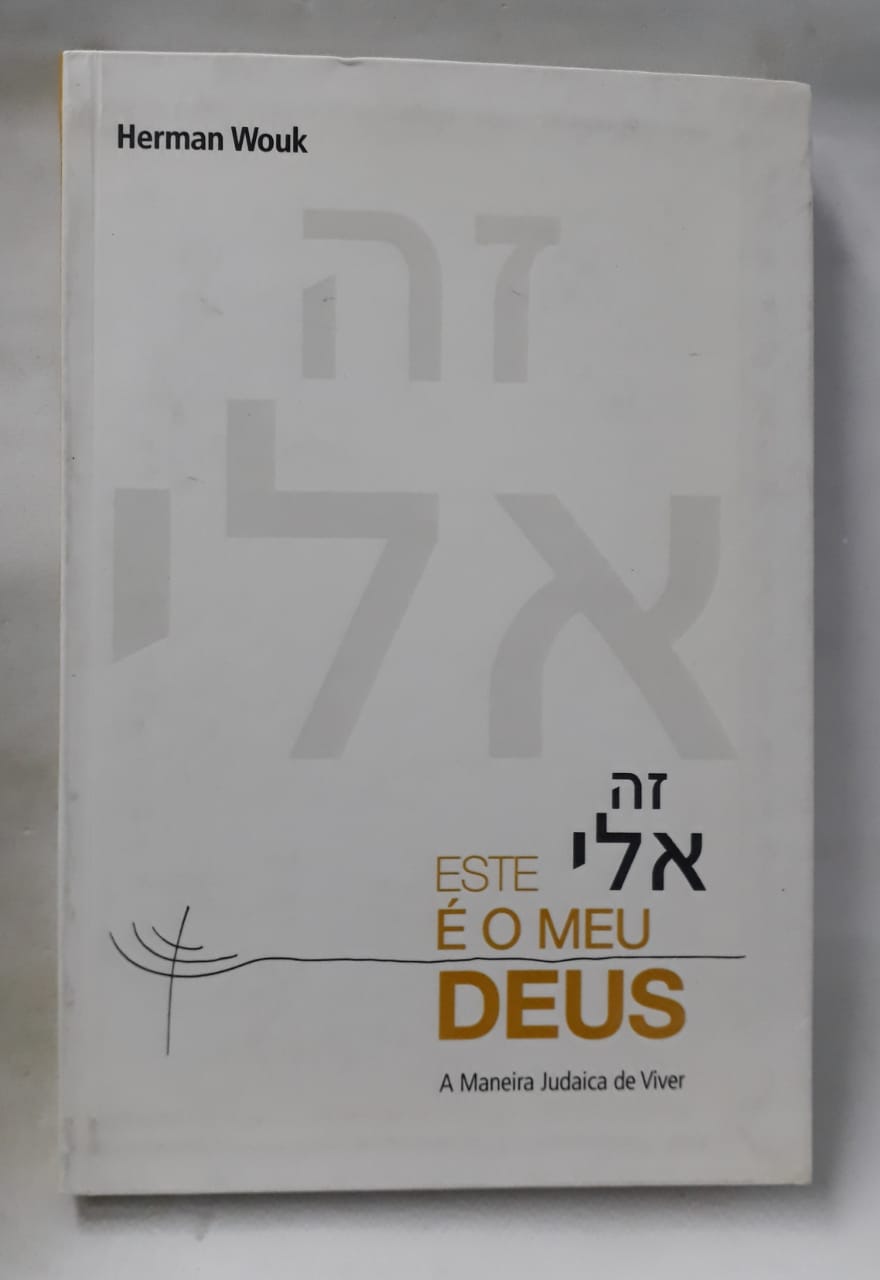 Herman Wouk
זה
אלי
זה
אלי
ESTE
É O MEU
DEUS
A Maneira Judaica de Viver